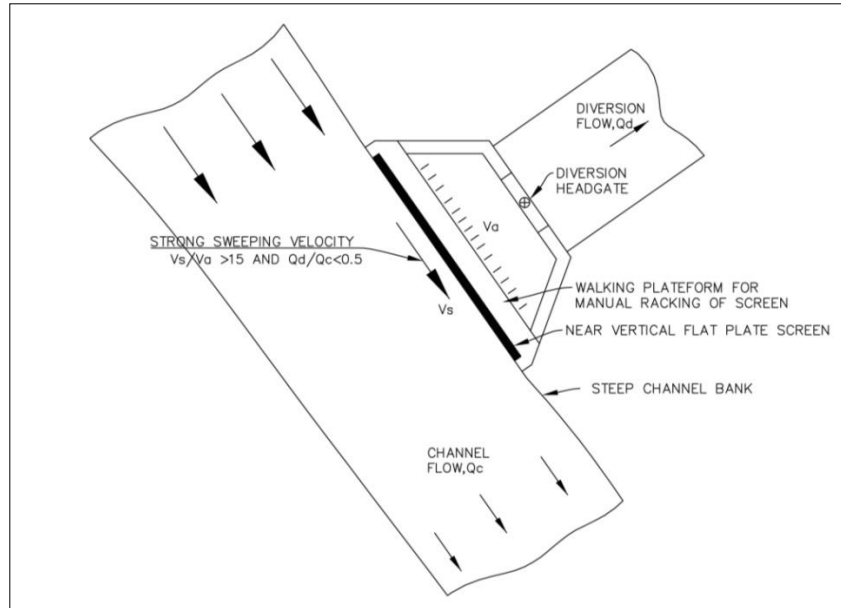 DIVERSION
FLOW,Qd
DIVERSION
HEADGATE
Va
STRONG SWEEPING VELOCITY
Vs/Va >15 AND Qd/Qc<0.5
WALKING PLATEFORM FOR
MANUAL RACKING OF SCREEN
Vs
NEAR VERTICAL FLAT PLATE SCREEN
STEEP CHANNEL BANK
CHANNEL
FLOW,Qc